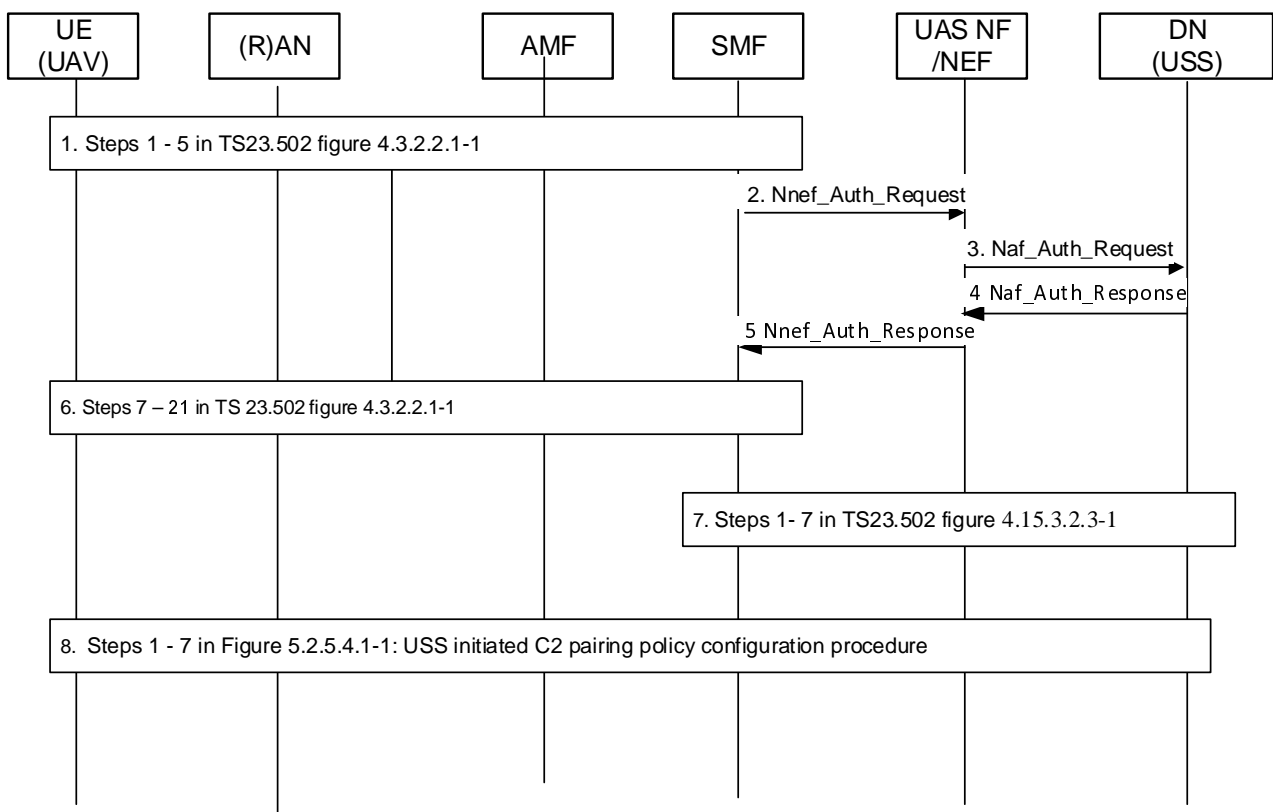 UE
(UAV)
(R)AN
AMF
SMF
UAS NF
/NEF
DN
(USS)
1. Steps 1 - 5 in TS23.502 figure 4.3.2.2.1-1
2. Nnef_Auth_Request
3. Naf_Auth_Request
4 Naf_Auth_Response
5 Nnef_Auth_Response
6. Steps 7 – 21 in TS 23.502 figure 4.3.2.2.1-1
7. Steps 1- 7 in TS23.502 figure 4.15.3.2.3-1
8. Steps 1 - 7 in Figure 5.2.5.4.1-1: USS initiated C2 pairing policy configuration procedure